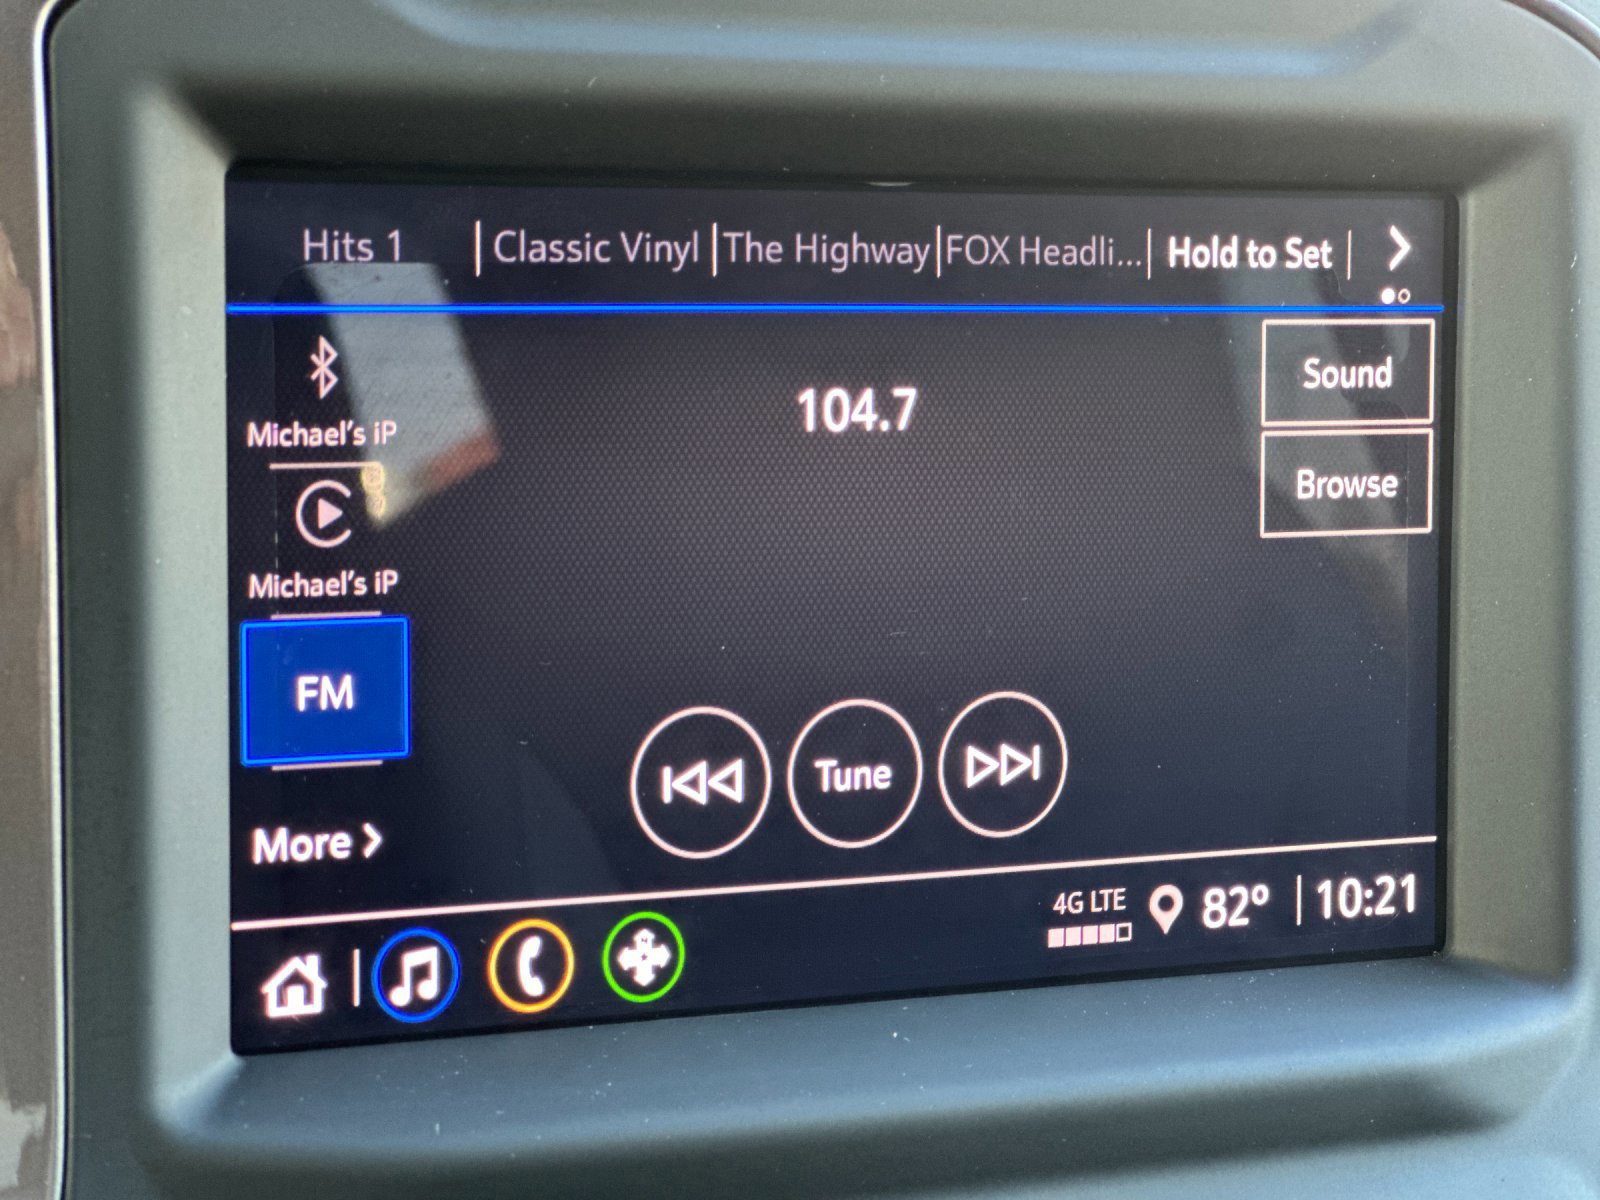 Hits 1 Classic Vinyl The Highway FOX Headli... Hold to Set
Michael's iP
104.7
Sound
Browse
Michael's iP
FM
Tune
More
4G LTE
82° 10:21